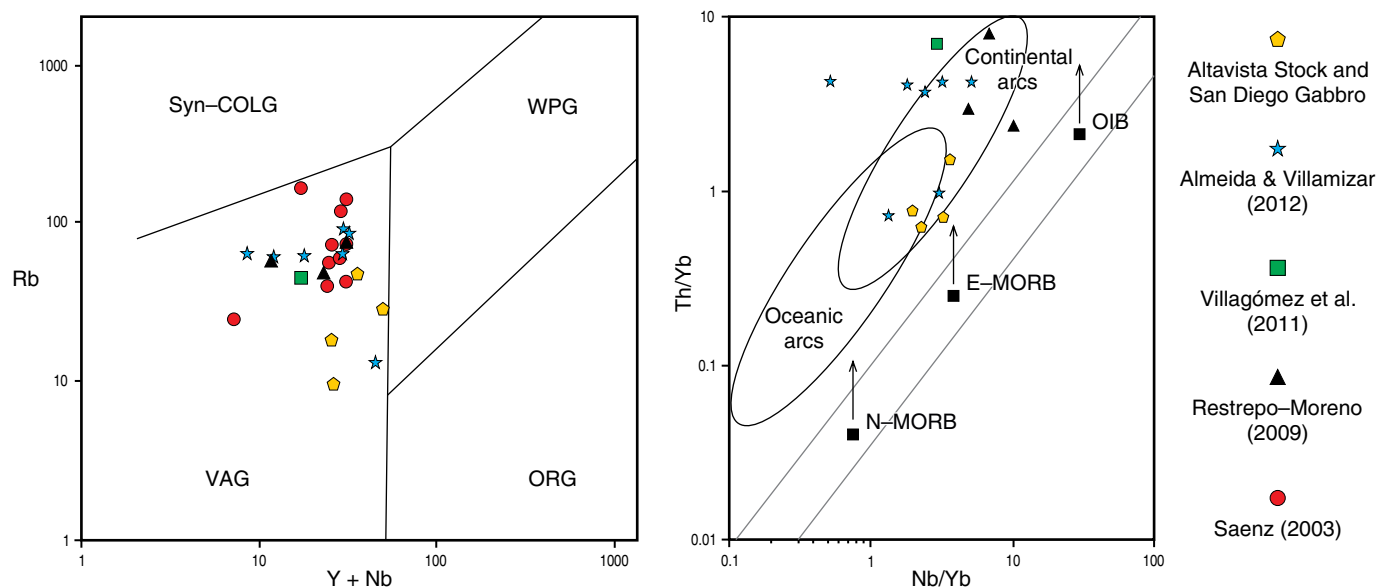 1000
100
10
1
Rb
Syn–COLG
WPG
VAG
ORG
1
10
100
1000
Y + Nb
10
1
0.1
0.01
Th/Yb
Continental
arcs
OIB
E–MORB
Oceanic
arcs
N–MORB
0.1
1
10
100
Nb/Yb
Altavista Stock and
San Diego Gabbro
Almeida & Villamizar
(2012)
Villagómez et al.
(2011)
Restrepo–Moreno
(2009)
Saenz (2003)